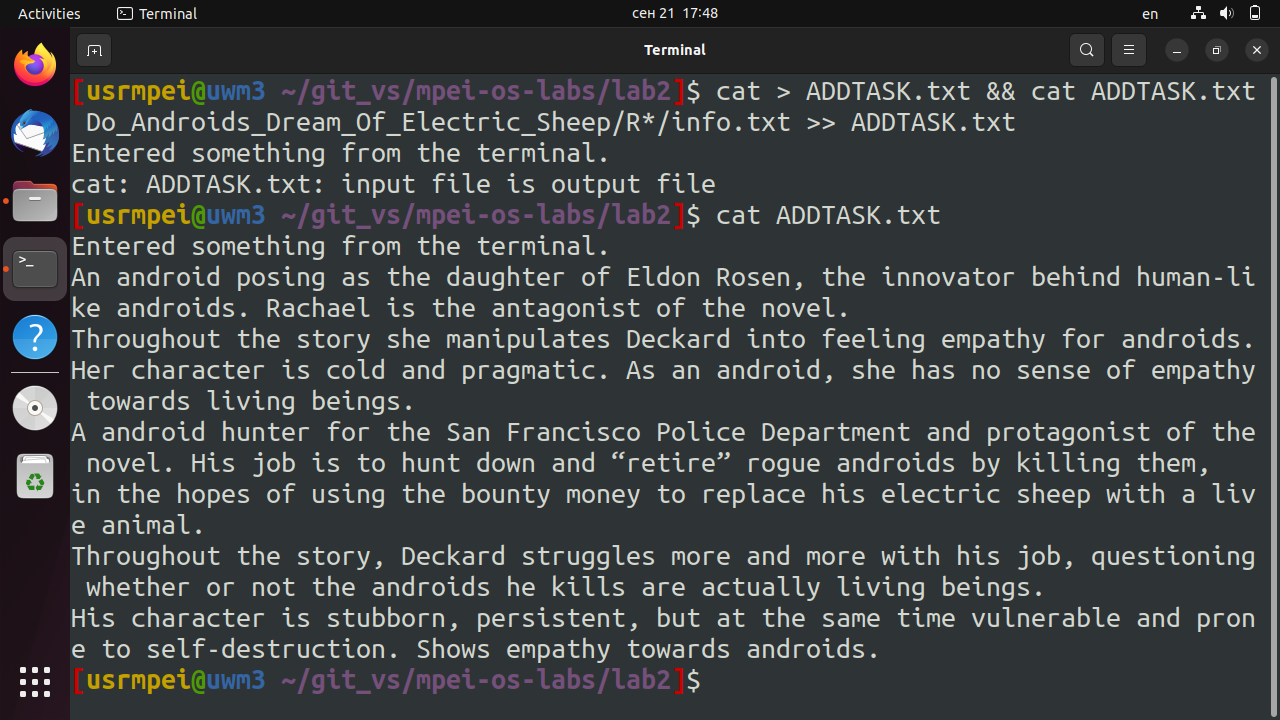 Activities
Terminal
сен 21 17:48
en
Terminal
[usrmpei@uwm3 ~/git_vs/mpei-os-labs/lab2]$ cat > ADDTASK.txt && cat ADDTASK.txt
Do_Androids_Dream_Of_Electric_Sheep/R*/info.txt >> ADDTASK.txt
Entered something from the terminal.
cat: ADDTASK.txt: input file is output file
[usrmpei@uwm3 ~/git_vs/mpei-os-labs/lab2]$ cat ADDTASK.txt
Entered something from the terminal.
An android posing as the daughter of Eldon Rosen, the innovator behind human-li
ke androids. Rachael is the antagonist of the novel.
Throughout the story she manipulates Deckard into feeling empathy for androids.
Her character is cold and pragmatic. As an android, she has no sense of empathy
towards living beings.
A android hunter for the San Francisco Police Department and protagonist of the
novel. His job is to hunt down and “retire” rogue androids by killing them,
in the hopes of using the bounty money to replace his electric sheep with a liv
e animal.
Throughout the story, Deckard struggles more and more with his job, questioning
whether or not the androids he kills are actually living beings.
His character is stubborn, persistent, but at the same time vulnerable and pron
e to self-destruction. Shows empathy towards androids.
[usrmpei@uwm3 ~/git_vs/mpei-os-labs/lab2]$